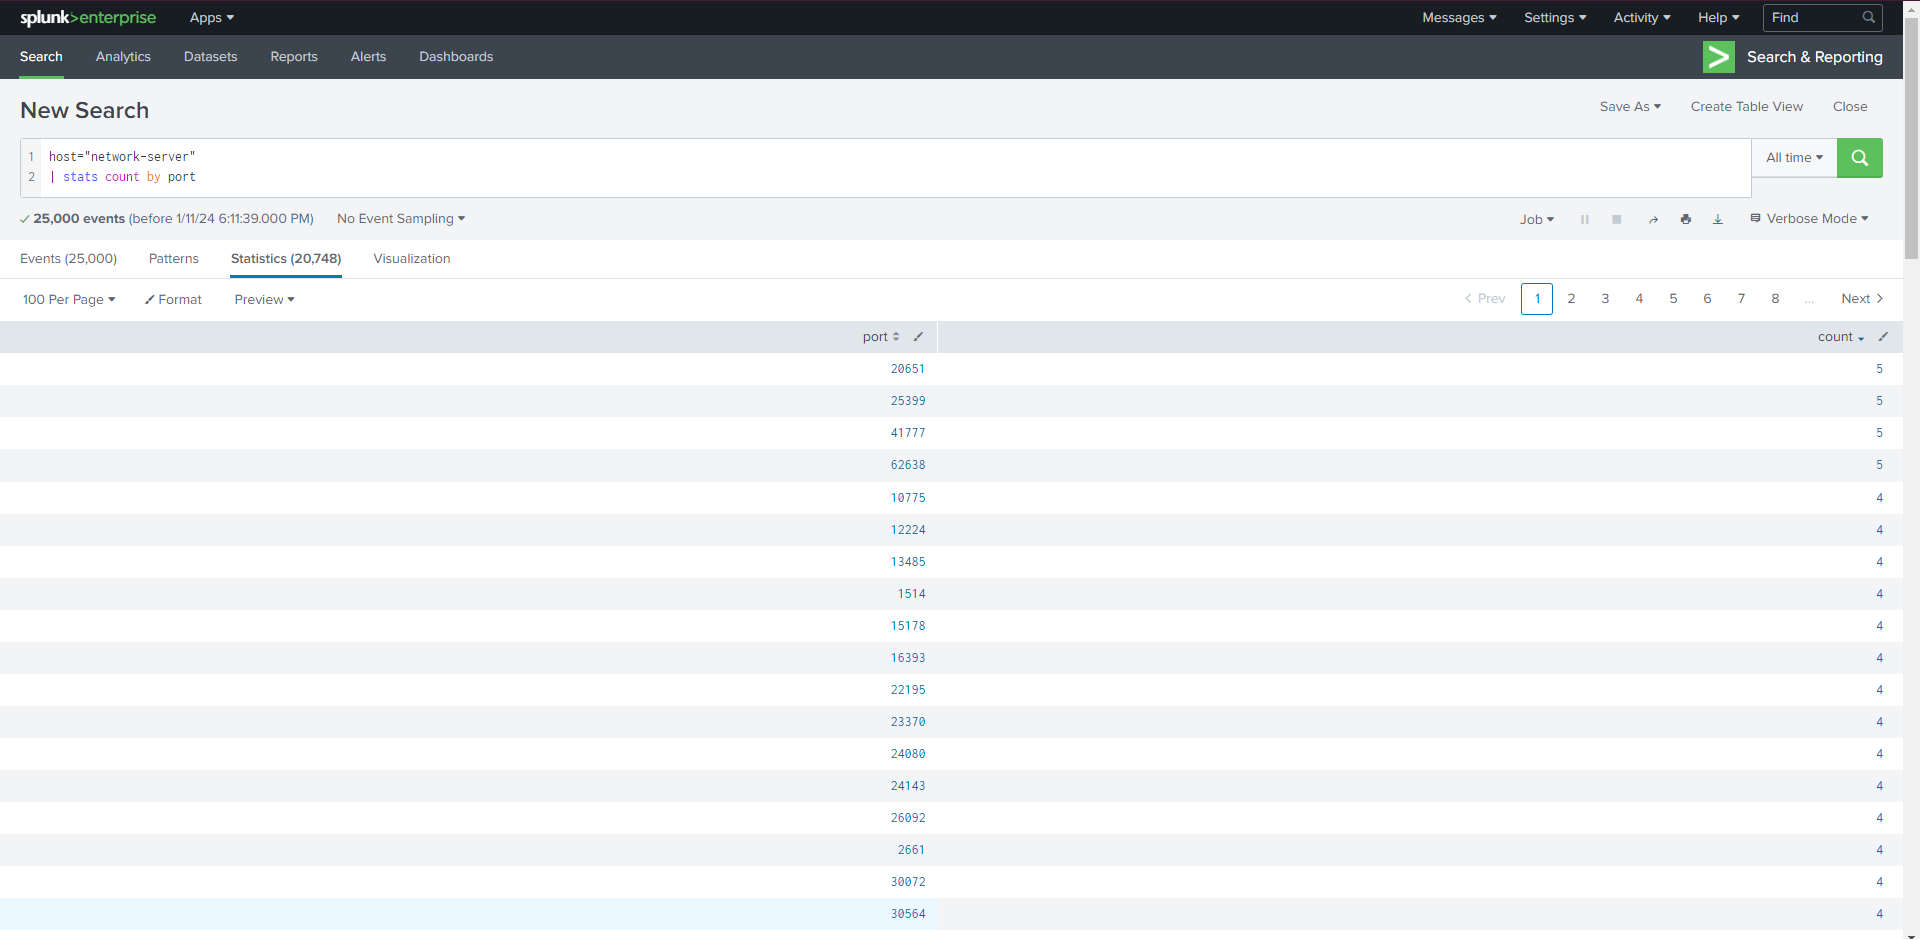 splunk>enterprise Apps Messages Settings Activity Help Find
Search Analytics Datasets Reports Alerts Dashboards Search & Reporting
New Search
Save As Create Table View Close
1 host="network-server"
2 | stats count by port
All time
25,000 events (before 1/11/24 6:11:39.000 PM) No Event Sampling Job Verbose Mode
Events (25,000) Patterns Statistics (20,748) Visualization
100 Per Page Format Preview < Prev 1 2 3 4 5 6 7 8 ... Next >
port count
20651 5
25399 5
41777 5
62638 5
10775 4
12224 4
13485 4
1514 4
15178 4
16393 4
22195 4
23370 4
24080 4
24143 4
26092 4
2661 4
30072 4
30564 4